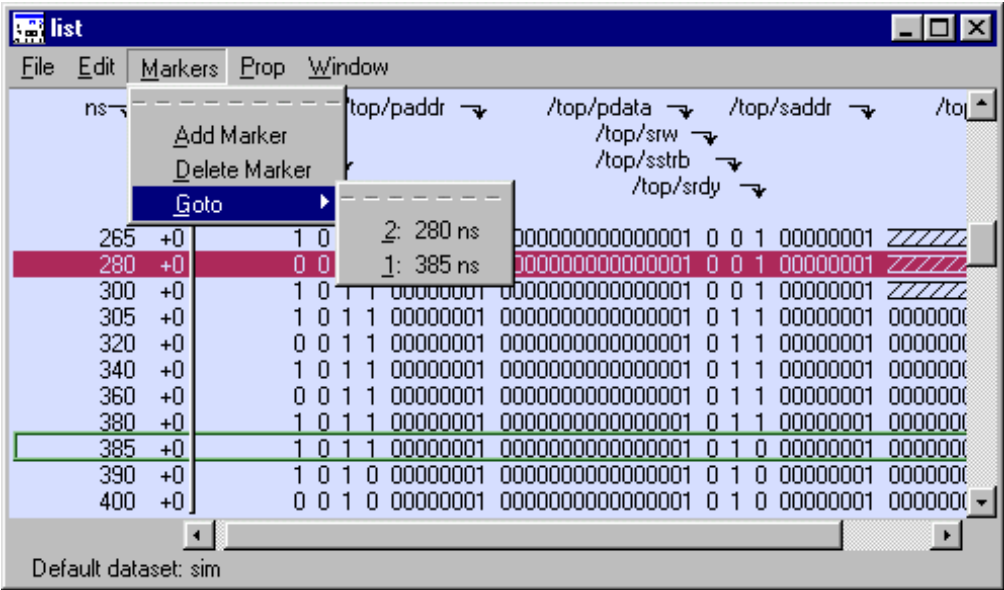 list
File Edit Markers Prop Window
ns /top/paddr /top/pdata /top/saddr
Add Marker /top/srw
Delete Marker /top/sstrb
Goto /top/srdy
2: 280 ns
1: 385 ns
265 +0 1 0 0000000000000001 0 0 1 00000001
280 +0 0 0 0000000000000001 0 0 1 00000001
300 +0 1 0 1 1 00000001 0000000000000001 0 0 1 00000001
305 +0 1 0 1 1 00000001 0000000000000001 0 1 1 00000001 0000000
320 +0 0 0 1 1 00000001 0000000000000001 0 1 1 00000001 0000000
340 +0 1 0 1 1 00000001 0000000000000001 0 1 1 00000001 0000000
360 +0 0 0 1 1 00000001 0000000000000001 0 1 1 00000001 0000000
380 +0 1 0 1 1 00000001 0000000000000001 0 1 1 00000001 0000000
385 +0 1 0 1 1 00000001 0000000000000001 0 1 0 00000001 0000000
390 +0 1 0 1 0 00000001 0000000000000001 0 1 0 00000001 0000000
400 +0 0 0 1 0 00000001 0000000000000001 0 1 0 00000001 0000000
Default dataset: sim